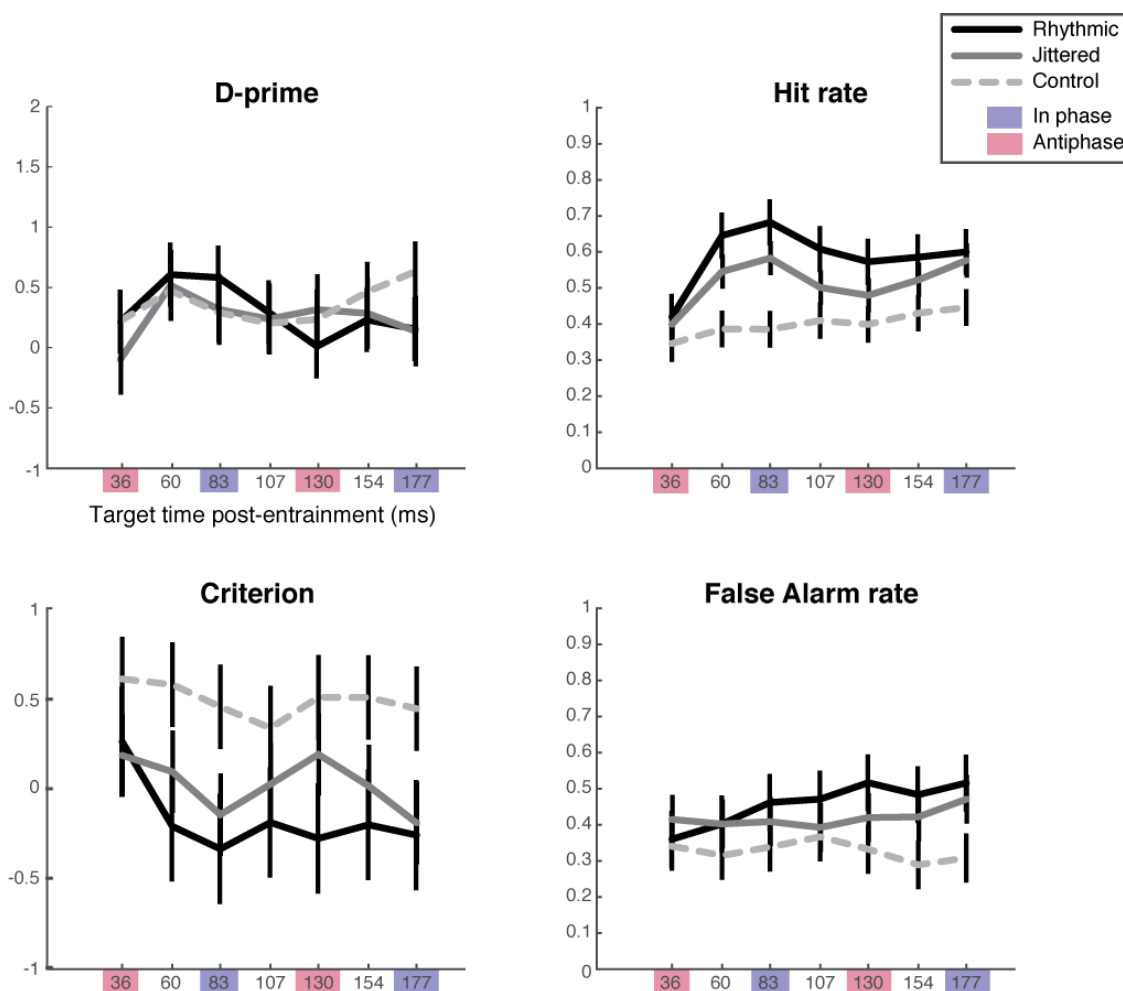 Rhythmic
Jittered
Control
In phase
Antiphase
D-prime
2
1.5
1
0.5
0
-0.5
-1
36 60 83 107 130 154 177
Target time post-entrainment (ms)
Hit rate
1
0.9
0.8
0.7
0.6
0.5
0.4
0.3
0.2
0.1
0
36 60 83 107 130 154 177
Criterion
1
0.5
0
-0.5
-1
36 60 83 107 130 154 177
False Alarm rate
1
0.9
0.8
0.7
0.6
0.5
0.4
0.3
0.2
0.1
0
36 60 83 107 130 154 177